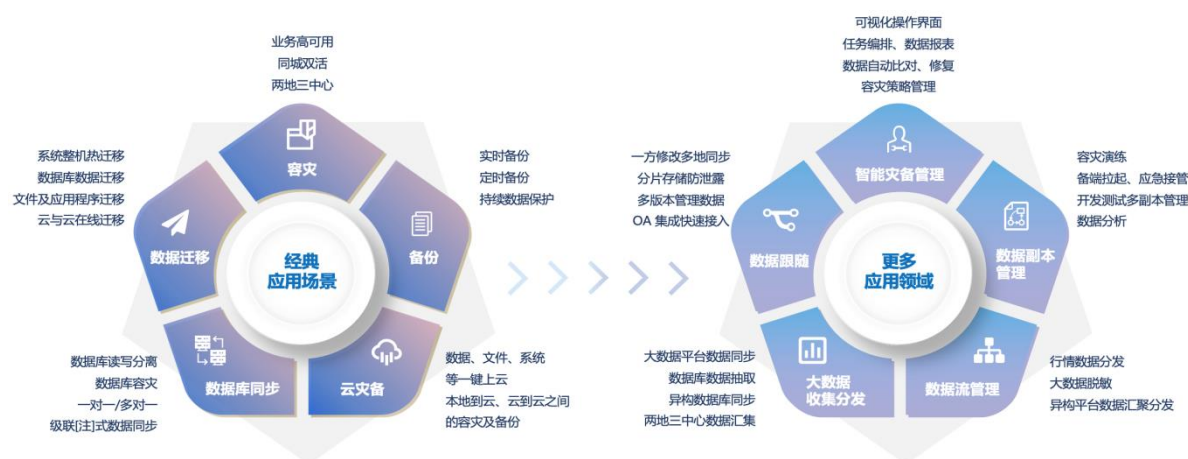 业务高可用
同城双活
两地三中心
容灾
系统整机热迁移
数据库数据迁移
文件及应用程序迁移
云与云在线迁移
数据迁移
实时备份
定时备份
持续数据保护
备份
经典
应用场景
数据库读写分离
数据库容灾
一对一/多对一
级联[注]式数据同步
数据库同步
云灾备
数据、文件、系统
等一键上云
本地到云、云到云之间
的容灾及备份
可视化操作界面
任务编排、数据报表
数据自动比对、修复
容灾策略管理
智能灾备管理
一方修改多地同步
分片存储防泄露
多版本管理数据
OA 集成快速接入
数据跟随
容灾演练
备端拉起、应急接管
开发测试多副本管理
数据分析
数据副本
管理
更多
应用领域
大数据平台数据同步
数据库数据抽取
异构数据库同步
两地三中心数据汇集
大数据
收集分发
数据流管理
行情数据分发
大数据脱敏
异构平台数据汇聚分发